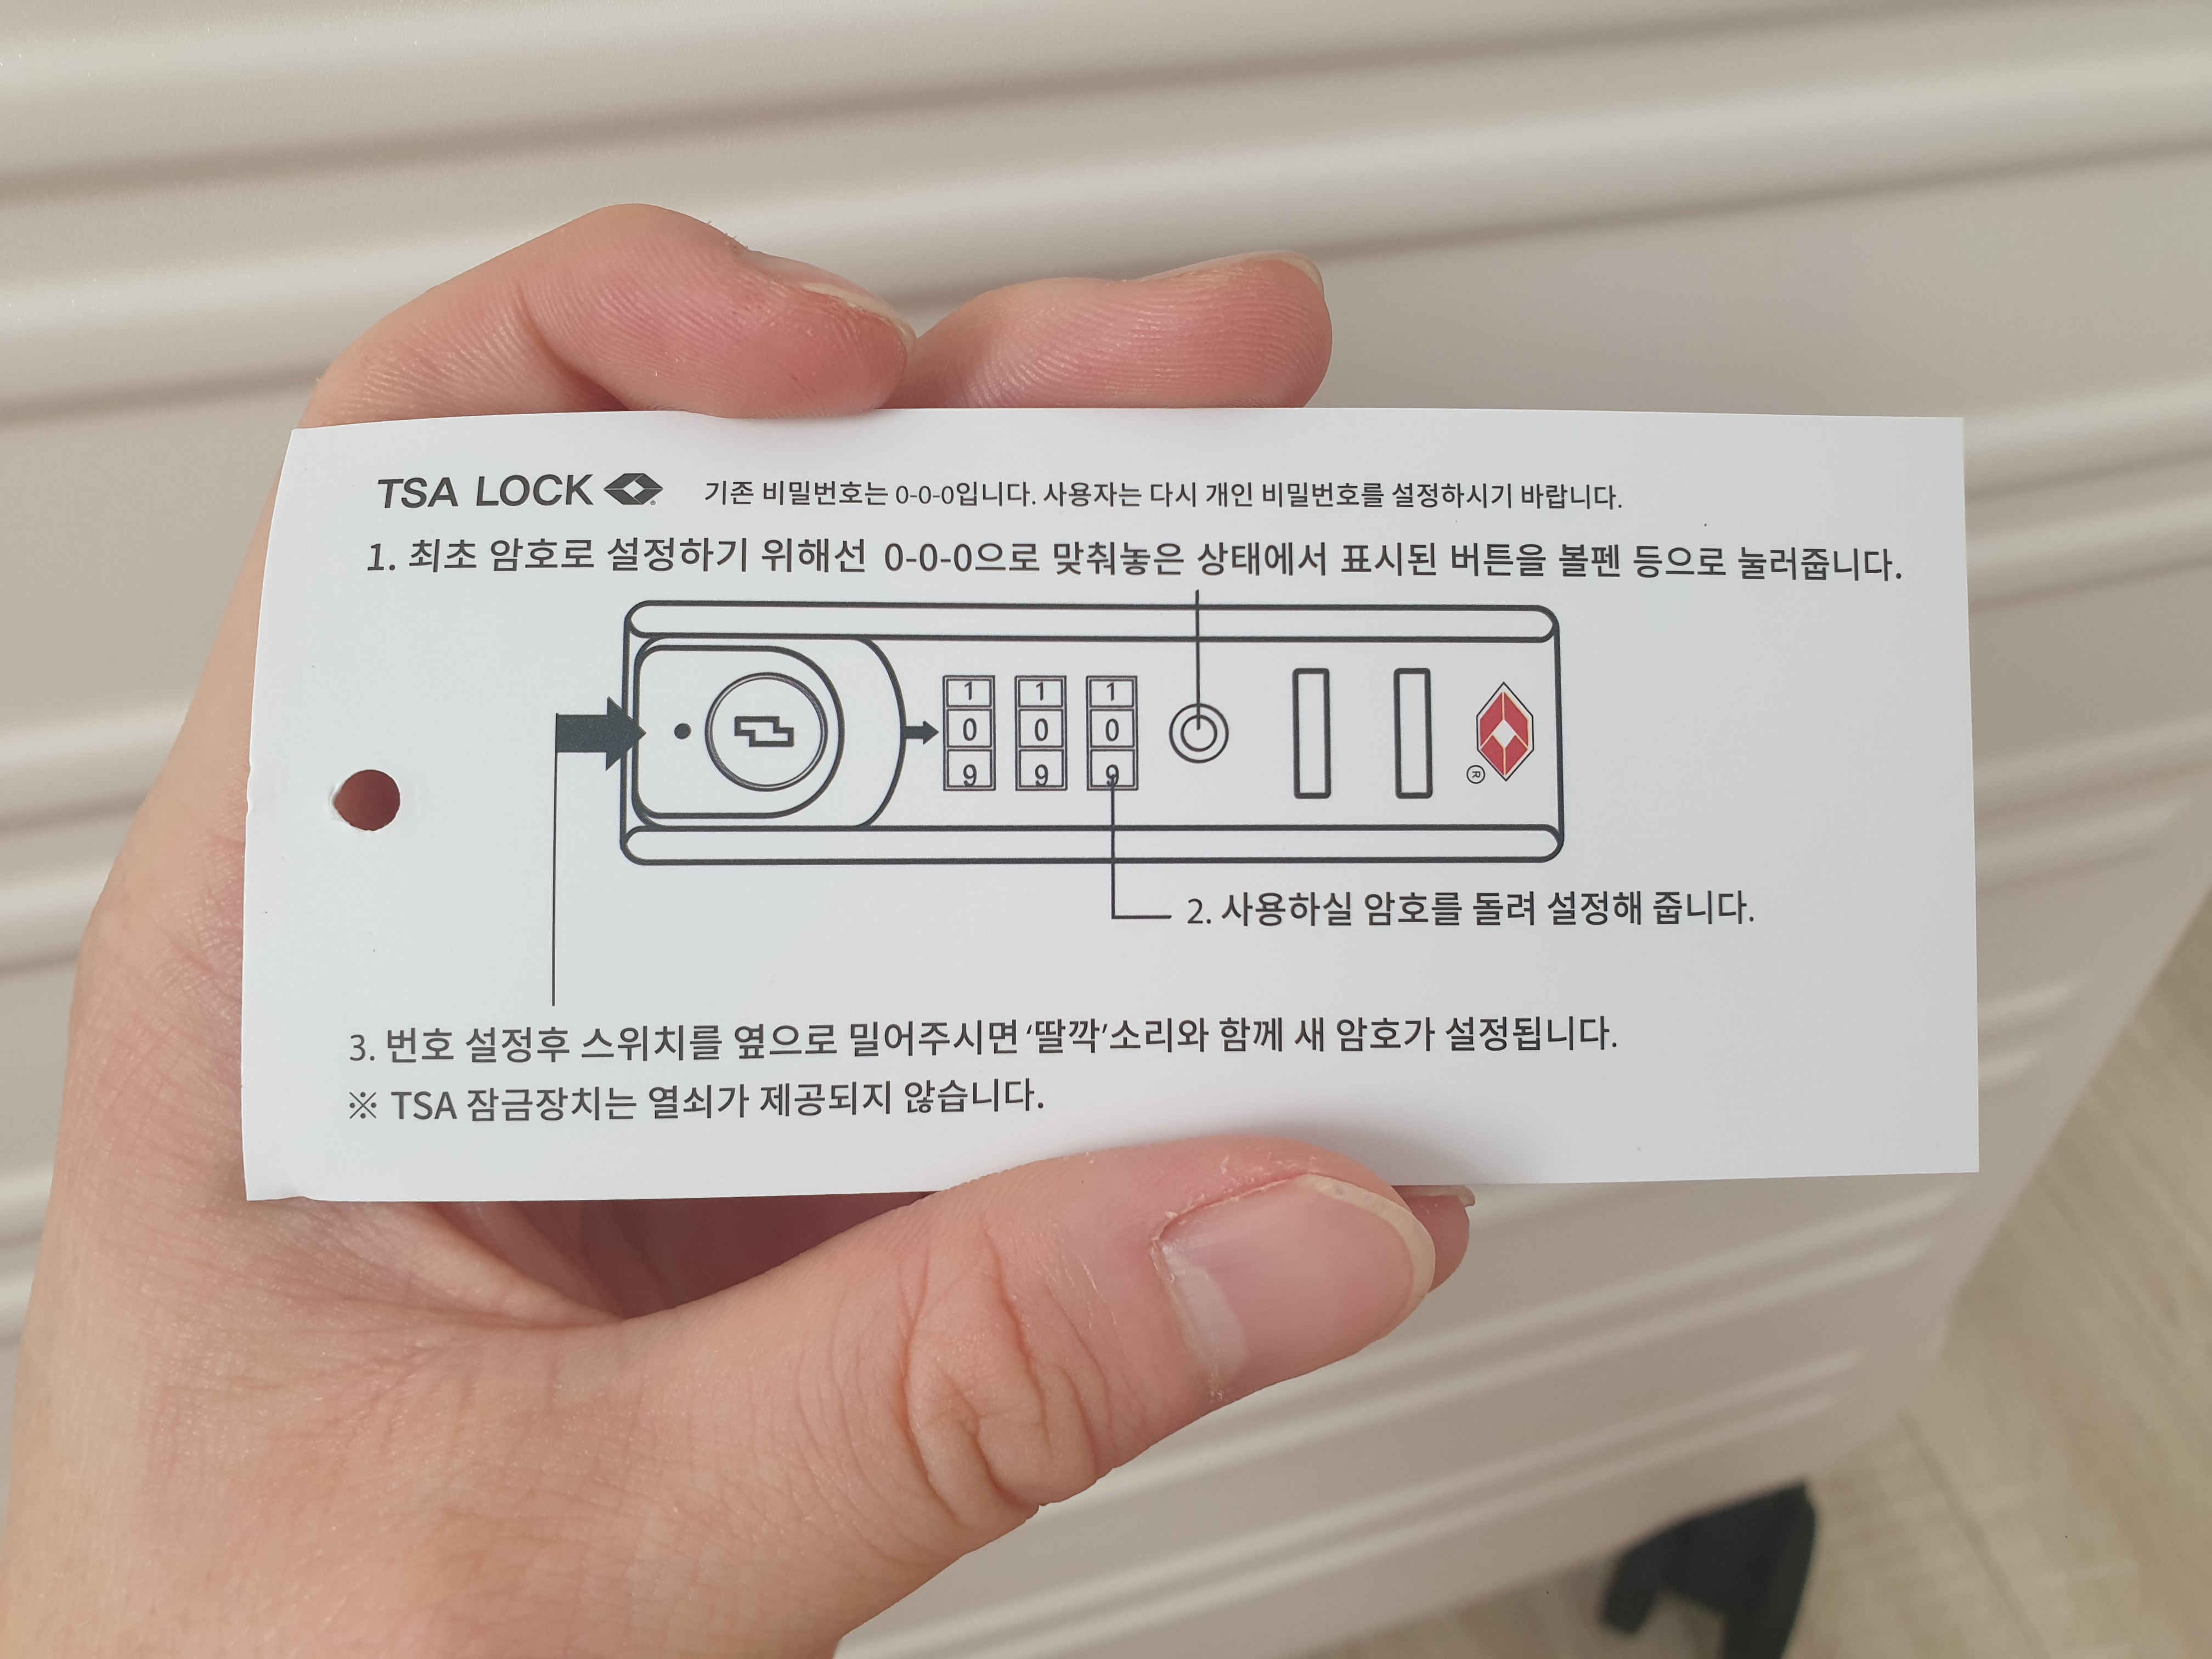 TSA LOCK 기존 비밀번호는 0-0-0입니다. 사용자는 다시 개인 비밀번호를 설정하시기 바랍니다.
1. 최초 암호로 설정하기 위해선 0-0-0으로 맞춰놓은 상태에서 표시된 버튼을 볼펜 등으로 눌러줍니다.
1 1 1
0 0 0
9 9 9
®
2. 사용하실 암호를 돌려 설정해 줍니다.
3. 번호 설정후 스위치를 옆으로 밀어주시면 ‘딸깍’소리와 함께 새 암호가 설정됩니다.
※ TSA 잠금장치는 열쇠가 제공되지 않습니다.